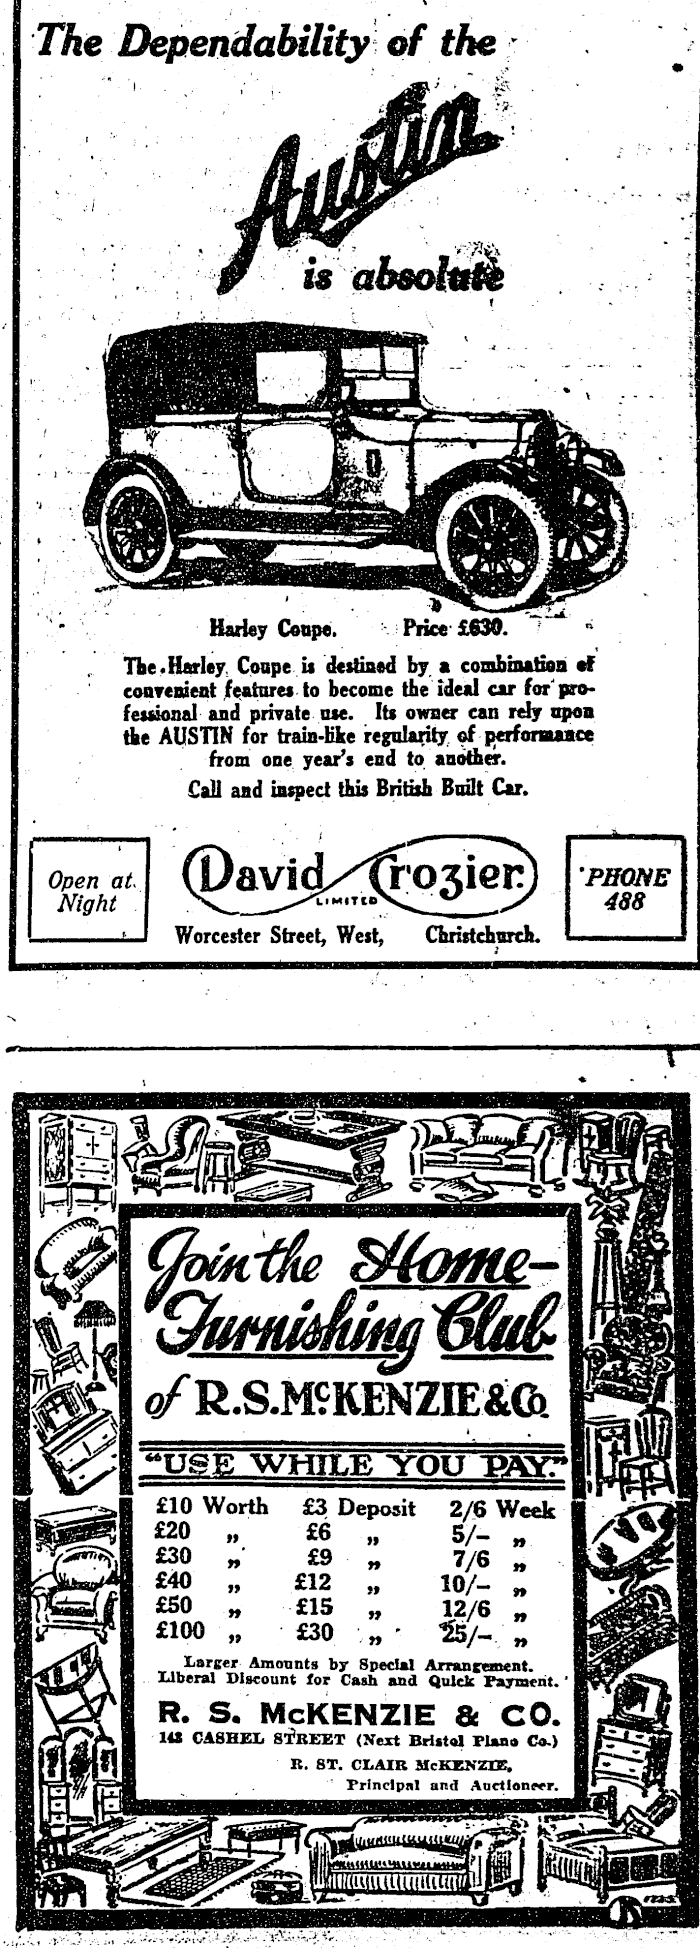 The Dependability of the
Austin
is absolute
Harley Coupe. Price £630.
The Harley Coupe is destined by a combination of
convenient features to become the ideal car for pro-
fessional and private use. Its owner can rely upon
the AUSTIN for train-like regularity of performance
from one year's end to another.
Call and inspect this British Built Car.
Open at
Night
David Crozier
LIMITED
'PHONE
488
Worcester Street, West, Christchurch.
Join the Home-
Furnishing Club
of R.S. McKENZIE & Co.
"USE WHILE YOU PAY."
£10 Worth £3 Deposit 2/6 Week
£20 „ £6 „ 5/- „
£30 „ £9 „ 7/6 „
£40 „ £12 „ 10/- „
£50 „ £15 „ 12/6 „
£100 „ £30 „ 25/- „
Larger Amounts by Special Arrangement.
Liberal Discount for Cash and Quick Payment.
R. S. McKENZIE & CO.
143 CASHEL STREET (Next Bristol Piano Co.)
R. ST. CLAIR McKENZIE,
Principal and Auctioneer.